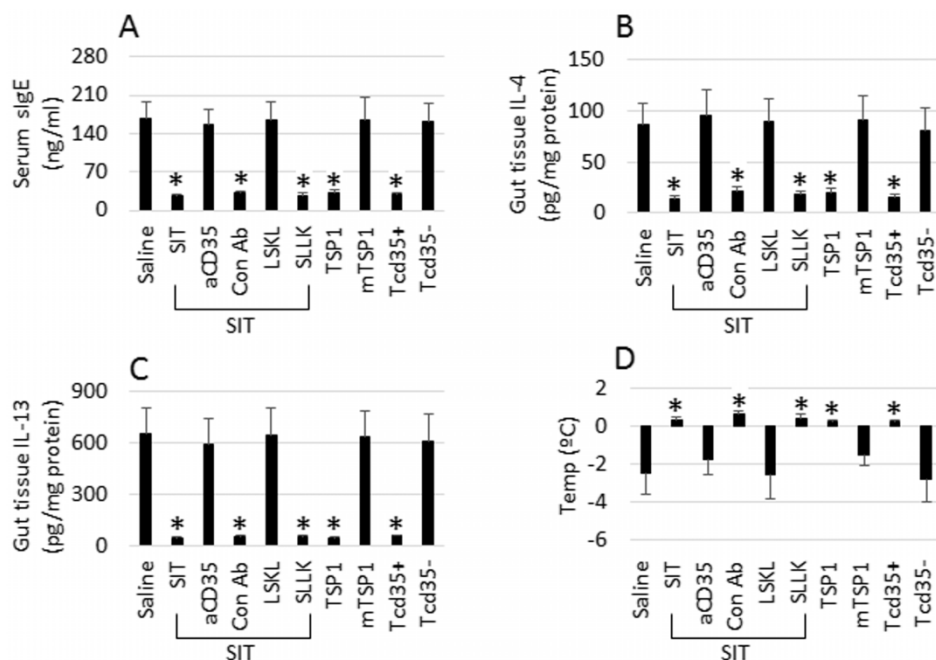 A
Serum sIgE
(ng/ml)
280
210
140
70
0
* * * * *
Saline
SIT
aCD35
Con Ab
LSKL
SLLK
TSP1
mTSP1
Tcd35+
Tcd35-
SIT
B
Gut tissue IL-4
(pg/mg protein)
150
100
50
0
* * * * *
Saline
SIT
aCD35
Con Ab
LSKL
SLLK
TSP1
mTSP1
Tcd35+
Tcd35-
SIT
C
Gut tissue IL-13
(pg/mg protein)
900
600
300
0
* * * * *
Saline
SIT
aCD35
Con Ab
LSKL
SLLK
TSP1
mTSP1
Tcd35+
Tcd35-
SIT
D
Temp (ºC)
2
0
-2
-4
-6
* * * * *
Saline
SIT
aCD35
Con Ab
LSKL
SLLK
TSP1
mTSP1
Tcd35+
Tcd35-
SIT